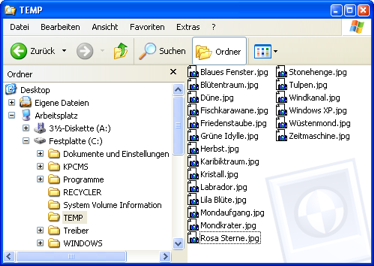 TEMP
Datei Bearbeiten Ansicht Favoriten Extras ?
Zurück Suchen Ordner
Ordner
Desktop
Eigene Dateien
Arbeitsplatz
3½-Diskette (A:)
Festplatte (C:)
Dokumente und Einstellungen
KPCMS
Programme
RECYCLER
System Volume Information
TEMP
Treiber
WINDOWS
Blaues Fenster.jpg
Blütentraum.jpg
Düne.jpg
Fischkarawane.jpg
Friedenstaube.jpg
Grüne Idylle.jpg
Herbst.jpg
Karibiktraum.jpg
Kristall.jpg
Labrador.jpg
Lila Blüte.jpg
Mondaufgang.jpg
Mondkrater.jpg
Rosa Sterne.jpg
Stonehenge.jpg
Tulpen.jpg
Windkanal.jpg
Windows XP.jpg
Wüstenmond.jpg
Zeitmaschine.jpg